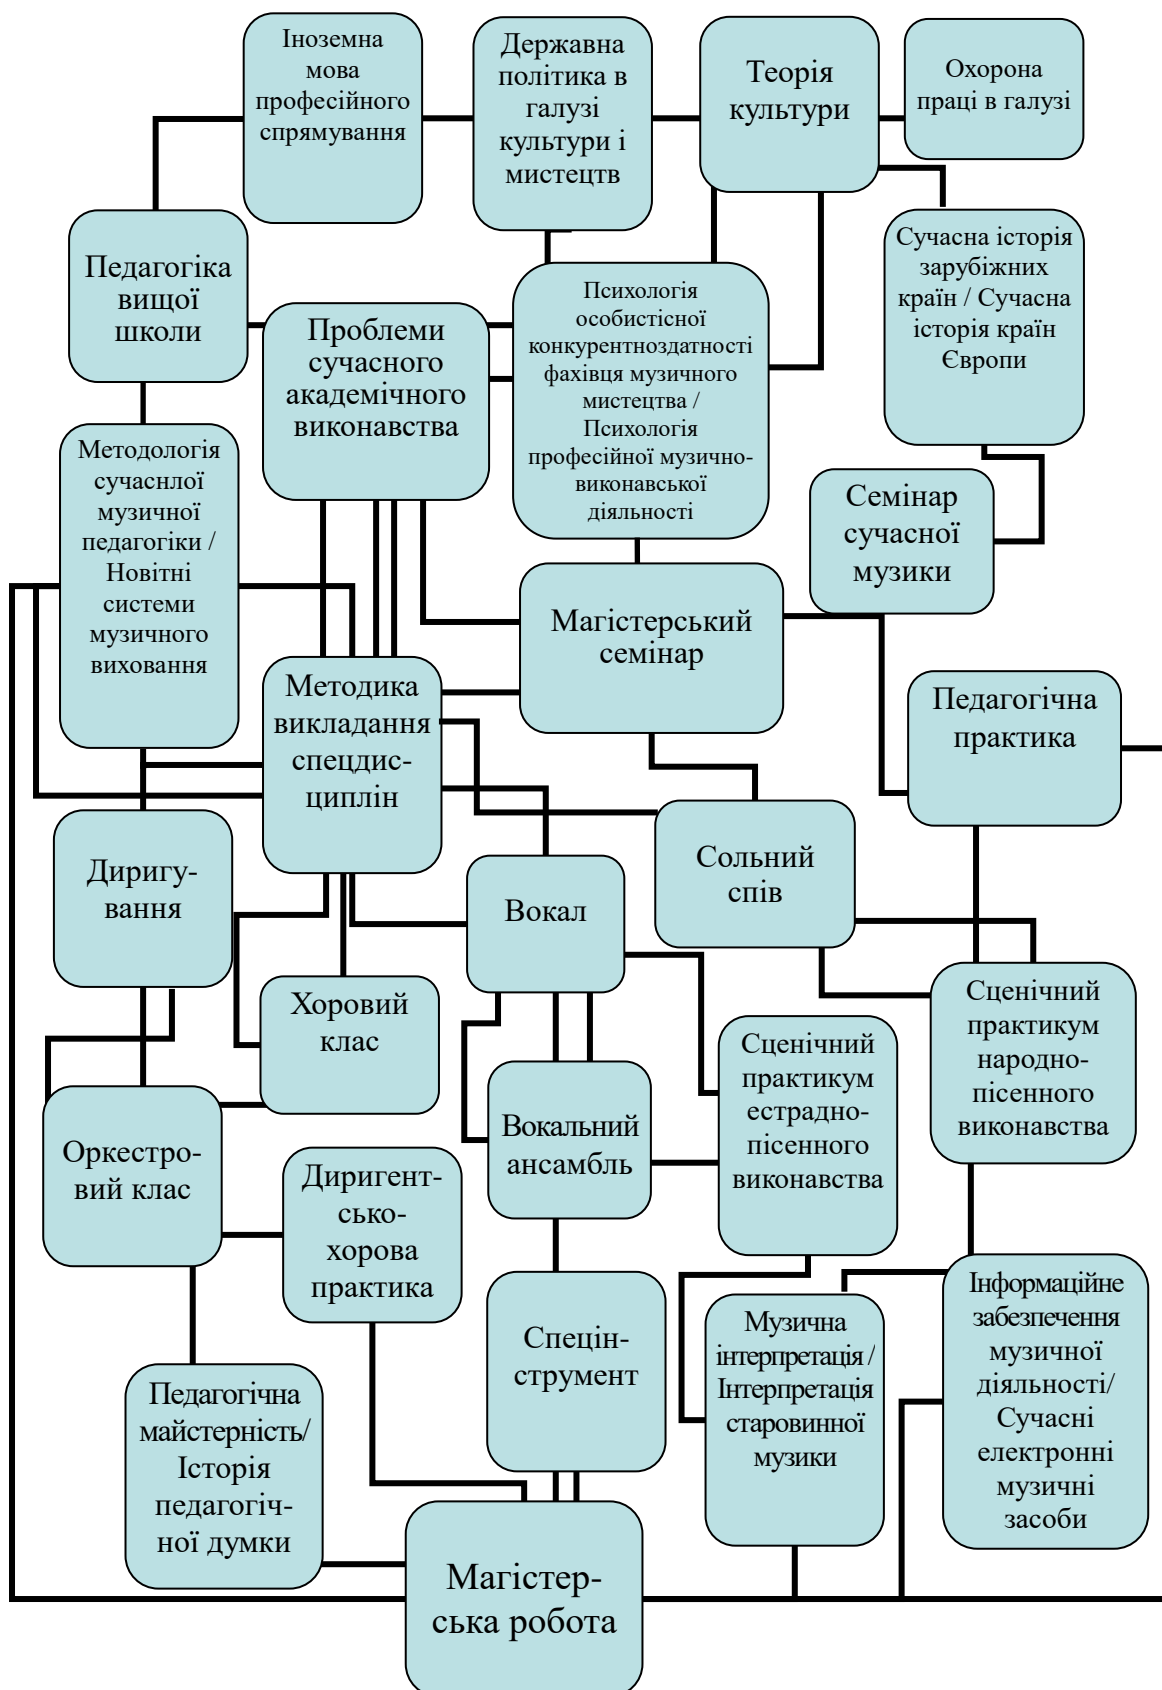 Іноземна
мова
професійного
спрямування
Державна
політика в
галузі
культури і
мистецтв
Теорія
культури
Охорона
праці в галузі
Педагогіка
вищої
школи
Проблеми
сучасного
академічного
виконавства
Психологія
особистісної
конкурентноздатності
фахівця музичного
мистецтва /
Психологія
професійної музично-
виконавської
діяльності
Сучасна історія
зарубіжних
країн / Сучасна
історія країн
Європи
Методологія
сучаснлої
музичної
педагогіки /
Новітні
системи
музичного
виховання
Семінар
сучасної
музики
Магістерський
семінар
Методика
викладання
спецдис-
циплін
Педагогічна
практика
Диригу-
вання
Вокал
Сольний
спів
Хоровий
клас
Сценічний
практикум
народно-
пісенного
виконавства
Сценічний
практикум
естрадно-
пісенного
виконавства
Вокальний
ансамбль
Оркестро-
вий клас
Диригент-
сько-
хорова
практика
Спецін-
струмент
Музична
інтерпретація /
Інтерпретація
старовинної
музики
Інформаційне
забезпечення
музичної
діяльності/
Сучасні
електронні
музичні
засоби
Педагогічна
майстерність/
Історія
педагогіч-
ної думки
Магістер-
ська робота